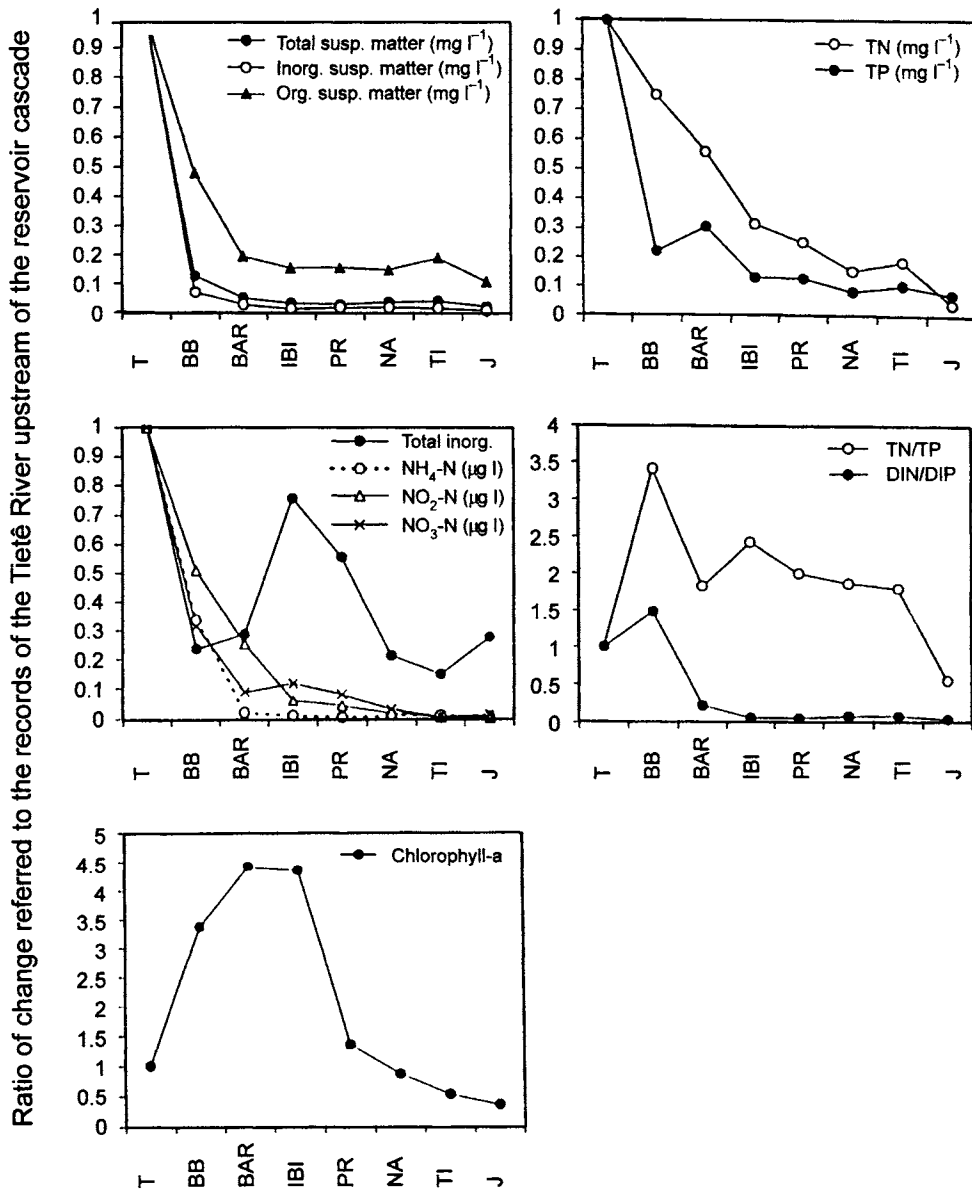 Ratio of change referred to the records of the Tietê River upstream of the reservoir cascade
1
0.9
0.8
0.7
0.6
0.5
0.4
0.3
0.2
0.1
0
Total susp. matter (mg l⁻¹)
Inorg. susp. matter (mg l⁻¹)
Org. susp. matter (mg l⁻¹)
T
BB
BAR
IBI
PR
NA
TI
J
1
0.9
0.8
0.7
0.6
0.5
0.4
0.3
0.2
0.1
0
TN (mg l⁻¹)
TP (mg l⁻¹)
T
BB
BAR
IBI
PR
NA
TI
J
1
0.9
0.8
0.7
0.6
0.5
0.4
0.3
0.2
0.1
0
Total inorg.
NH₄-N (µg l)
NO₂-N (µg l)
NO₃-N (µg l)
T
BB
BAR
IBI
PR
NA
TI
J
4
3.5
3
2.5
2
1.5
1
0.5
0
TN/TP
DIN/DIP
T
BB
BAR
IBI
PR
NA
TI
J
5
4.5
4
3.5
3
2.5
2
1.5
1
0.5
0
Chlorophyll-a
T
BB
BAR
IBI
PR
NA
TI
J